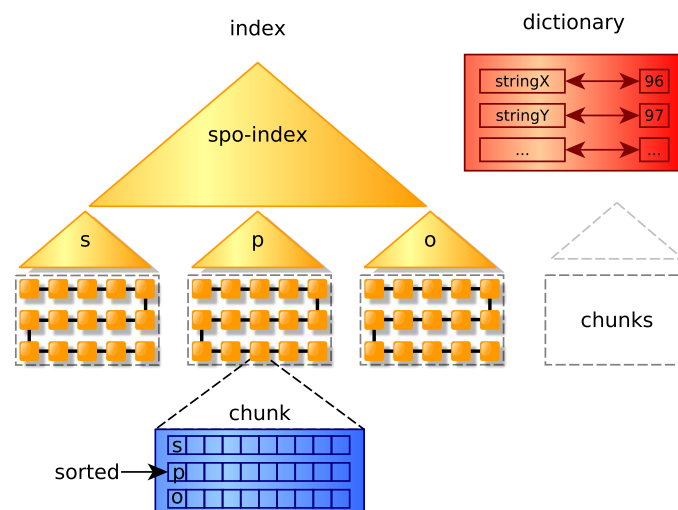 index
dictionary
stringX 96
stringY 97
... ...
spo-index
s p o
chunks
chunk
s
sorted p
o